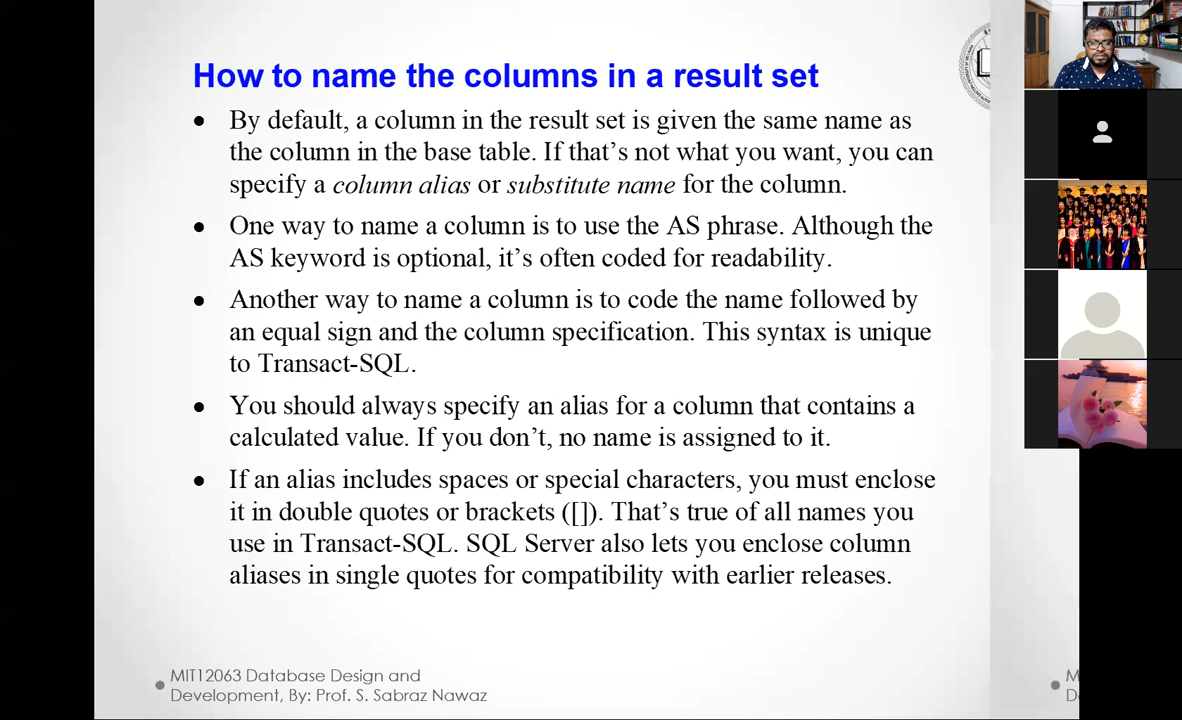 How to name the columns in a result set
• By default, a column in the result set is given the same name as
the column in the base table. If that’s not what you want, you can
specify a column alias or substitute name for the column.
• One way to name a column is to use the AS phrase. Although the
AS keyword is optional, it’s often coded for readability.
• Another way to name a column is to code the name followed by
an equal sign and the column specification. This syntax is unique
to Transact-SQL.
• You should always specify an alias for a column that contains a
calculated value. If you don’t, no name is assigned to it.
• If an alias includes spaces or special characters, you must enclose
it in double quotes or brackets ([]). That’s true of all names you
use in Transact-SQL. SQL Server also lets you enclose column
aliases in single quotes for compatibility with earlier releases.
• MIT12063 Database Design and
Development, By: Prof. S. Sabraz Nawaz